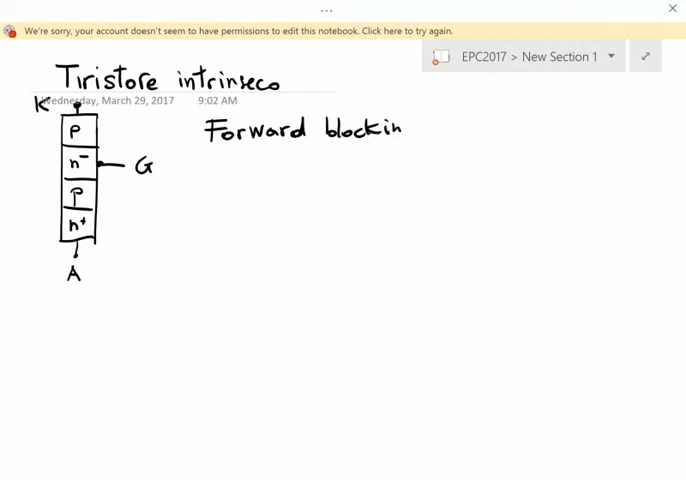 ...
We're sorry, your account doesn't seem to have permissions to edit this notebook. Click here to try again.
EPC2017 > New Section 1
Tiristore intrinseco
Wednesday, March 29, 2017 9:02 AM
K
Forward blockin
p
n⁻
G
p
n⁺
A